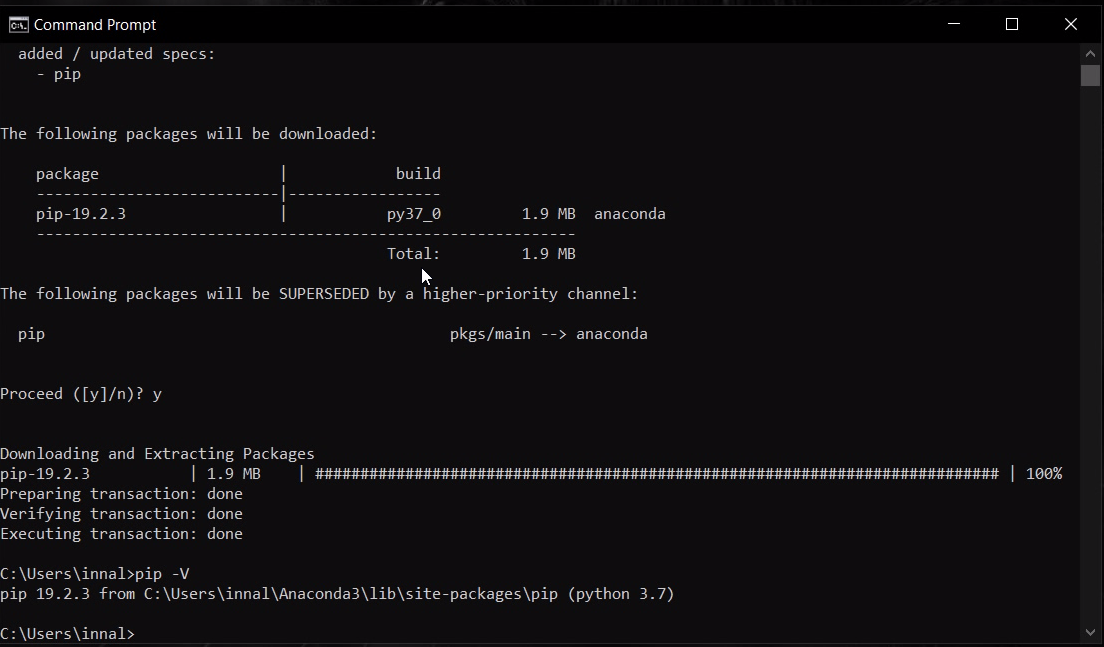 Command Prompt
added / updated specs:
- pip
The following packages will be downloaded:
package | build
---------------------------|-----------------
pip-19.2.3 | py37_0 1.9 MB anaconda
------------------------------------------------------------
Total: 1.9 MB
The following packages will be SUPERSEDED by a higher-priority channel:
pip pkgs/main --> anaconda
Proceed ([y]/n)? y
Downloading and Extracting Packages
pip-19.2.3 | 1.9 MB | ############################################################################ | 100%
Preparing transaction: done
Verifying transaction: done
Executing transaction: done
C:\Users\innal>pip -V
pip 19.2.3 from C:\Users\innal\Anaconda3\lib\site-packages\pip (python 3.7)
C:\Users\innal>